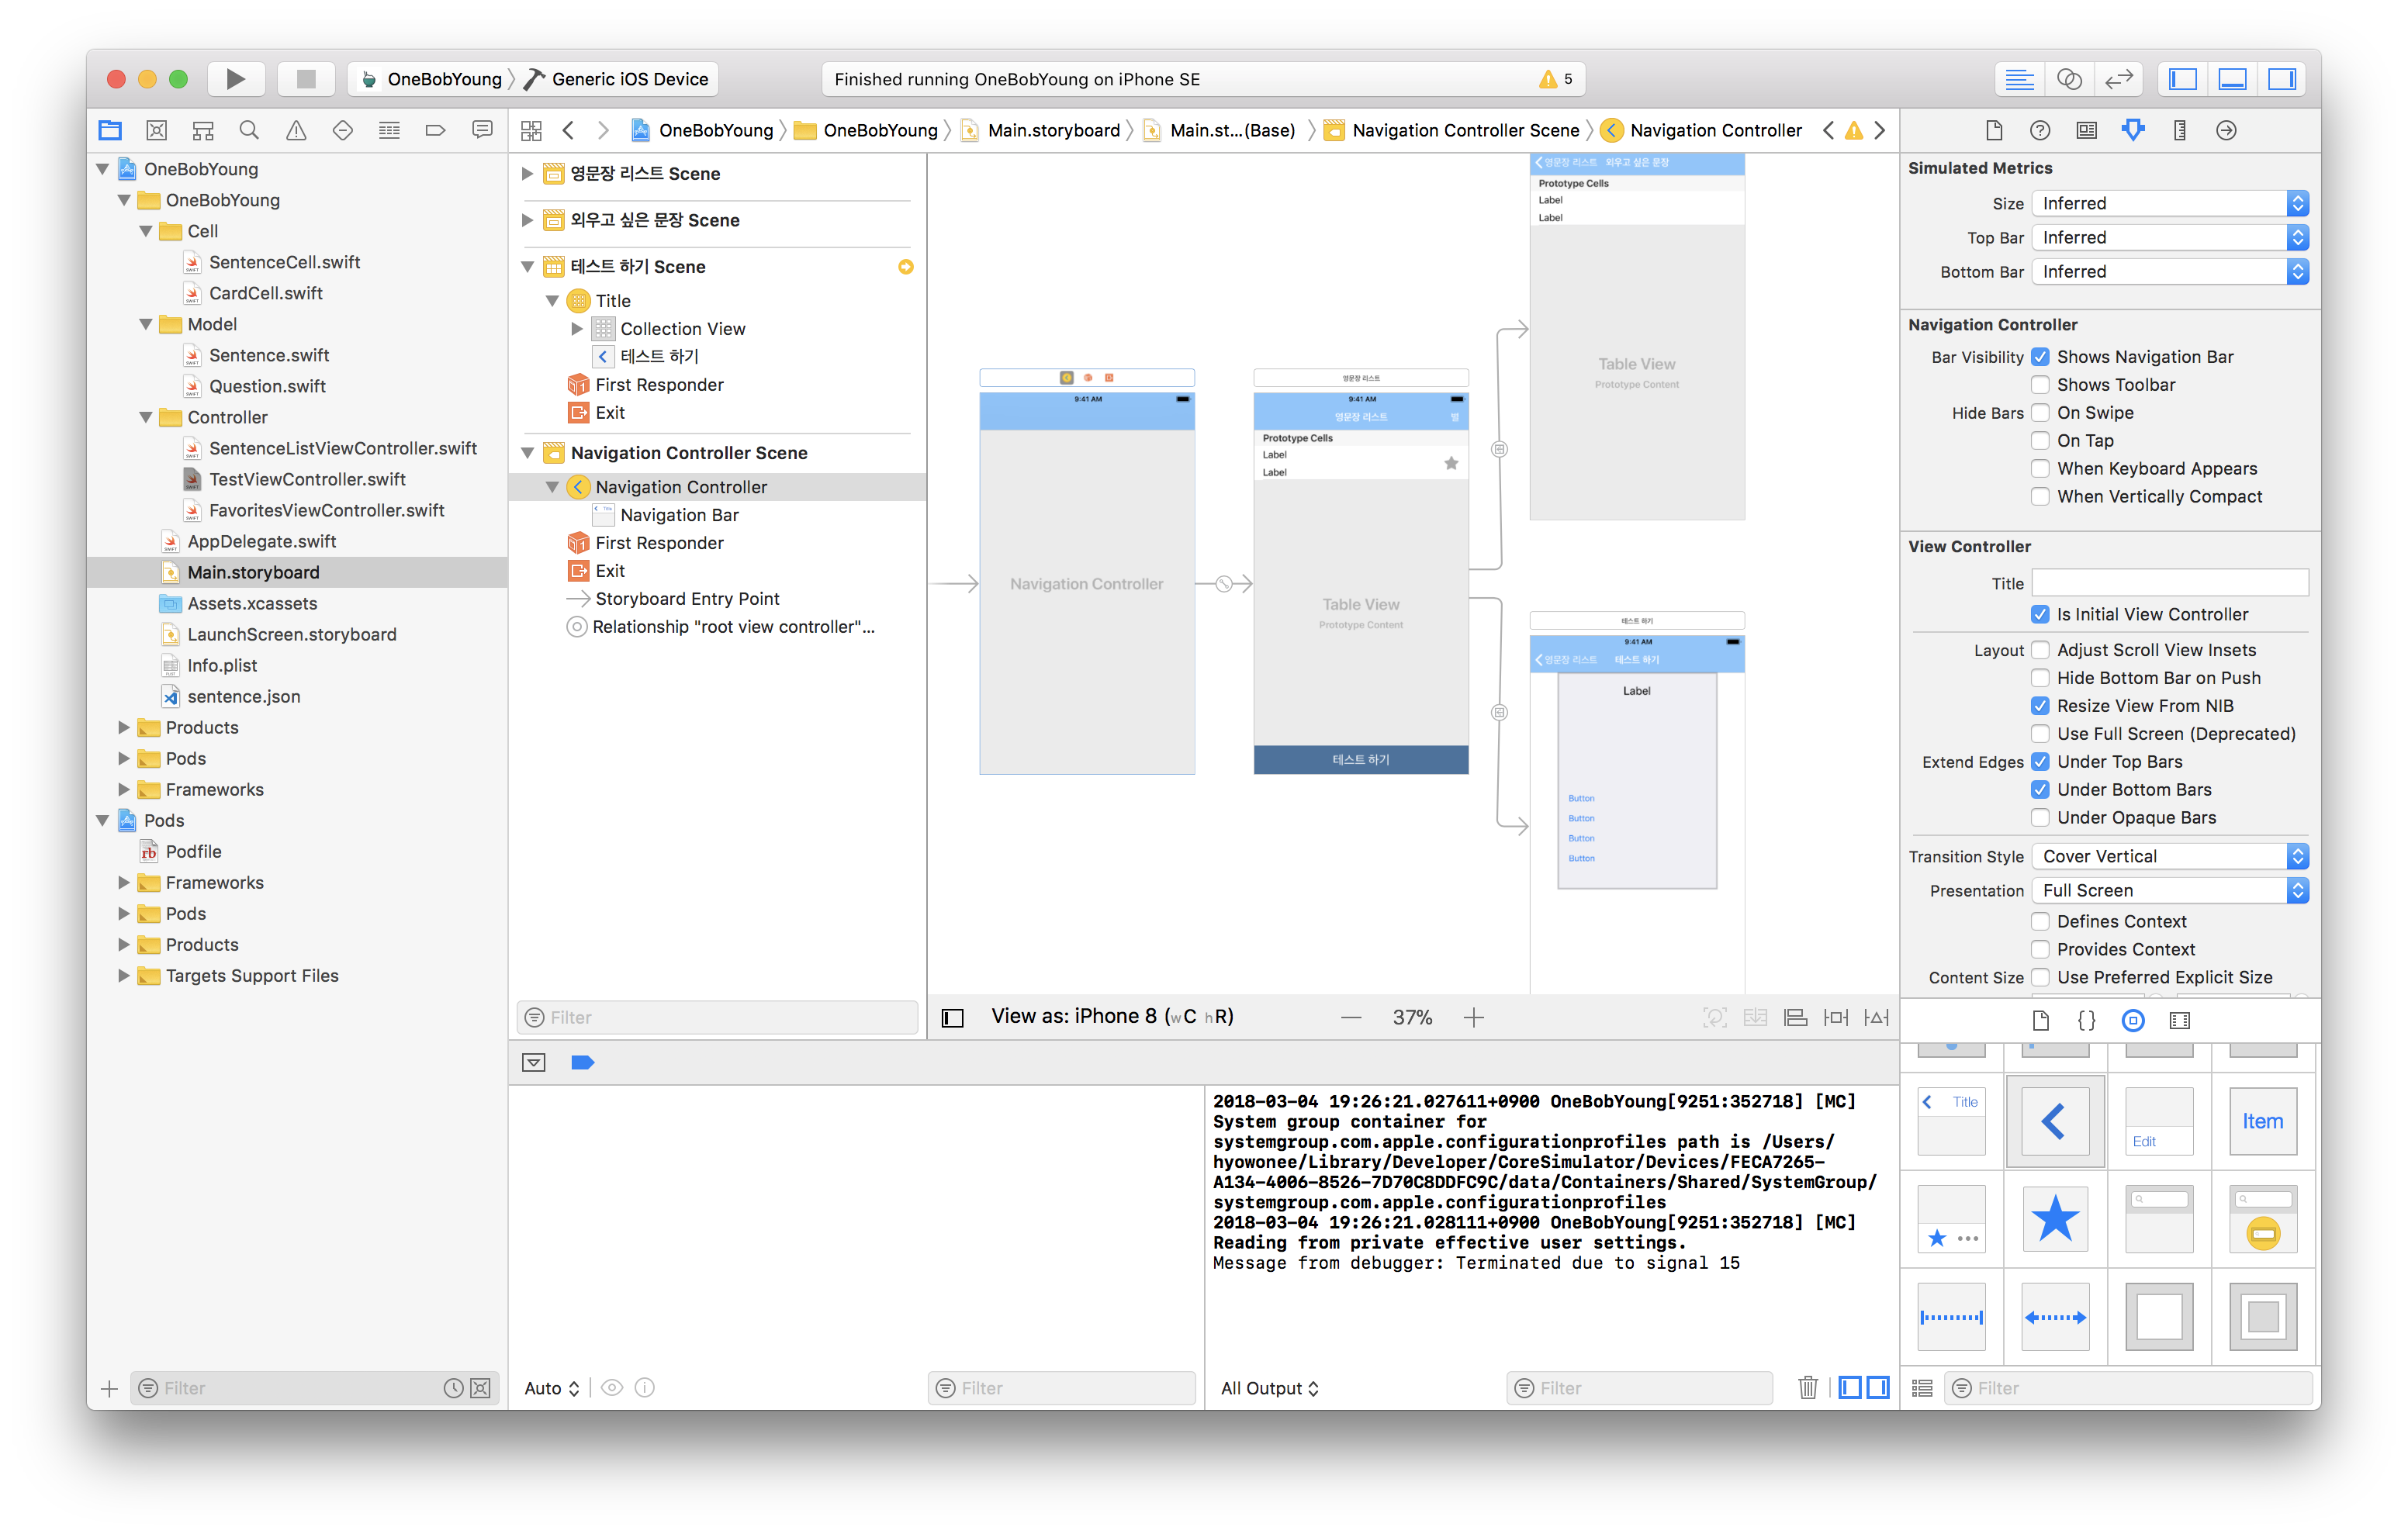 OneBobYoung Generic iOS Device
Finished running OneBobYoung on iPhone SE
5
OneBobYoung OneBobYoung Main.storyboard Main.st...(Base) Navigation Controller Scene Navigation Controller
OneBobYoung
OneBobYoung
Cell
SentenceCell.swift
CardCell.swift
Model
Sentence.swift
Question.swift
Controller
SentenceListViewController.swift
TestViewController.swift
FavoritesViewController.swift
AppDelegate.swift
Main.storyboard
Assets.xcassets
LaunchScreen.storyboard
Info.plist
sentence.json
Products
Pods
Frameworks
Pods
rb Podfile
Frameworks
Pods
Products
Targets Support Files
Filter
영문장 리스트 Scene
외우고 싶은 문장 Scene
테스트 하기 Scene
Title
Collection View
테스트 하기
First Responder
Exit
Navigation Controller Scene
Navigation Controller
Navigation Bar
First Responder
Exit
Storyboard Entry Point
Relationship "root view controller"...
Filter
9:41 AM
Navigation Controller
영문장 리스트
9:41 AM
영문장 리스트 별
Prototype Cells
Label
Label
Table View
Prototype Content
테스트 하기
영문장 리스트 외우고 싶은 문장
Prototype Cells
Label
Label
Table View
Prototype Content
테스트 하기
9:41 AM
영문장 리스트 테스트 하기
Label
Button
Button
Button
Button
View as: iPhone 8 (wC hR)
37%
Simulated Metrics
Size Inferred
Top Bar Inferred
Bottom Bar Inferred
Navigation Controller
Bar Visibility Shows Navigation Bar
Shows Toolbar
Hide Bars On Swipe
On Tap
When Keyboard Appears
When Vertically Compact
View Controller
Title
Is Initial View Controller
Layout Adjust Scroll View Insets
Hide Bottom Bar on Push
Resize View From NIB
Use Full Screen (Deprecated)
Extend Edges Under Top Bars
Under Bottom Bars
Under Opaque Bars
Transition Style Cover Vertical
Presentation Full Screen
Defines Context
Provides Context
Content Size Use Preferred Explicit Size
Title
Edit
Item
Filter
2018-03-04 19:26:21.027611+0900 OneBobYoung[9251:352718] [MC]
System group container for
systemgroup.com.apple.configurationprofiles path is /Users/
hyowonee/Library/Developer/CoreSimulator/Devices/FECA7265-
A134-4006-8526-7D70C8DDFC9C/data/Containers/Shared/SystemGroup/
systemgroup.com.apple.configurationprofiles
2018-03-04 19:26:21.028111+0900 OneBobYoung[9251:352718] [MC]
Reading from private effective user settings.
Message from debugger: Terminated due to signal 15
Auto
Filter
All Output
Filter